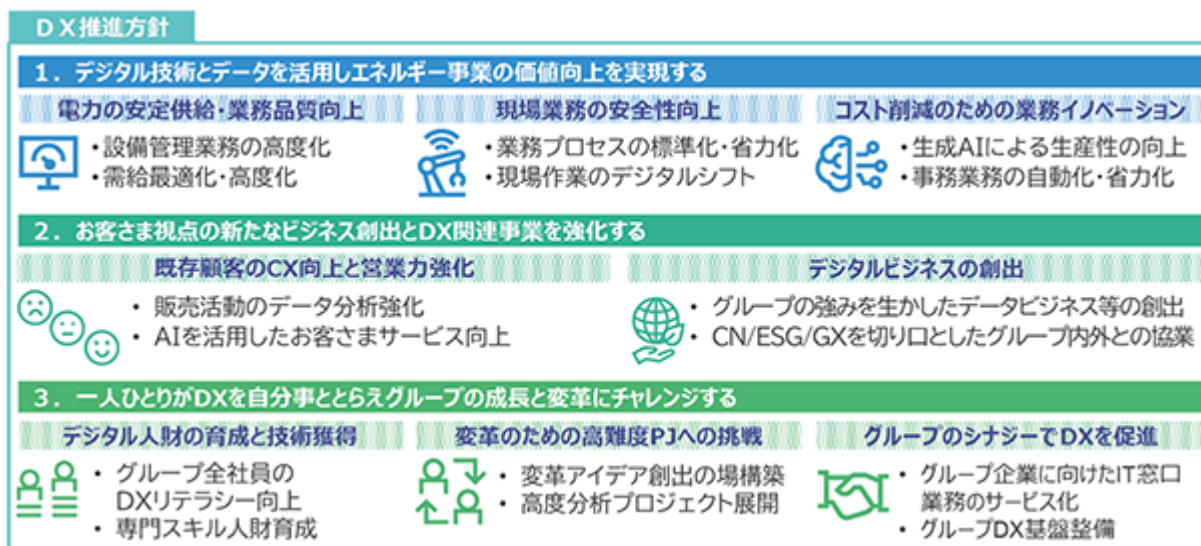 DX推進方針
1．デジタル技術とデータを活用しエネルギー事業の価値向上を実現する
電力の安定供給・業務品質向上
・設備管理業務の高度化
・需給最適化・高度化
現場業務の安全性向上
・業務プロセスの標準化・省力化
・現場作業のデジタルシフト
コスト削減のための業務イノベーション
・生成AIによる生産性の向上
・事務業務の自動化・省力化
2．お客さま視点の新たなビジネス創出とDX関連事業を強化する
既存顧客のCX向上と営業力強化
・ 販売活動のデータ分析強化
・ AIを活用したお客さまサービス向上
デジタルビジネスの創出
・ グループの強みを生かしたデータビジネス等の創出
・ CN/ESG/GXを切り口としたグループ内外との協業
3．一人ひとりがDXを自分事ととらえグループの成長と変革にチャレンジする
デジタル人財の育成と技術獲得
・ グループ全社員の
DXリテラシー向上
・ 専門スキル人財育成
変革のための高難度PJへの挑戦
・ 変革アイデア創出の場構築
・ 高度分析プロジェクト展開
グループのシナジーでDXを促進
・ グループ企業に向けたIT窓口
業務のサービス化
・ グループDX基盤整備